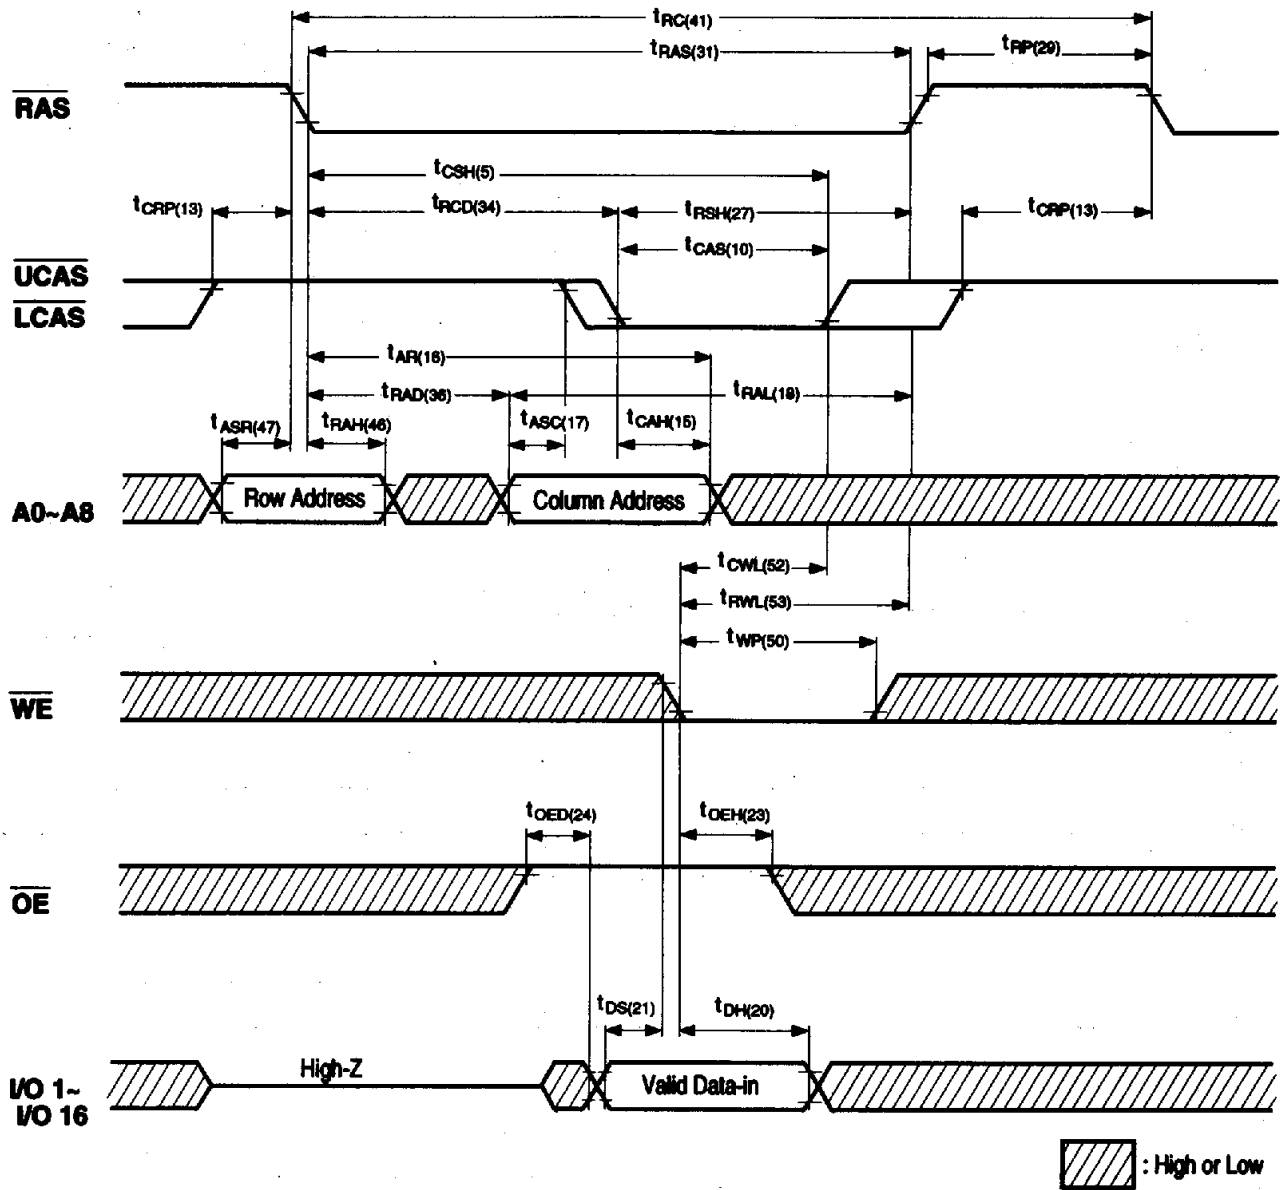 tRC(41)
tRAS(31)
tRP(29)
RAS
tCSH(5)
tCRP(13)
tRCD(34)
tRSH(27)
tCRP(13)
tCAS(10)
UCAS
LCAS
tAR(16)
tRAD(36)
tRAL(19)
tASR(47)
tRAH(46)
tASC(17)
tCAH(15)
A0~A8
Row Address
Column Address
tCWL(52)
tRWL(53)
tWP(50)
WE
tOED(24)
tOEH(23)
OE
tDS(21)
tDH(20)
High-Z
Valid Data-in
I/O 1~
I/O 16
: High or Low